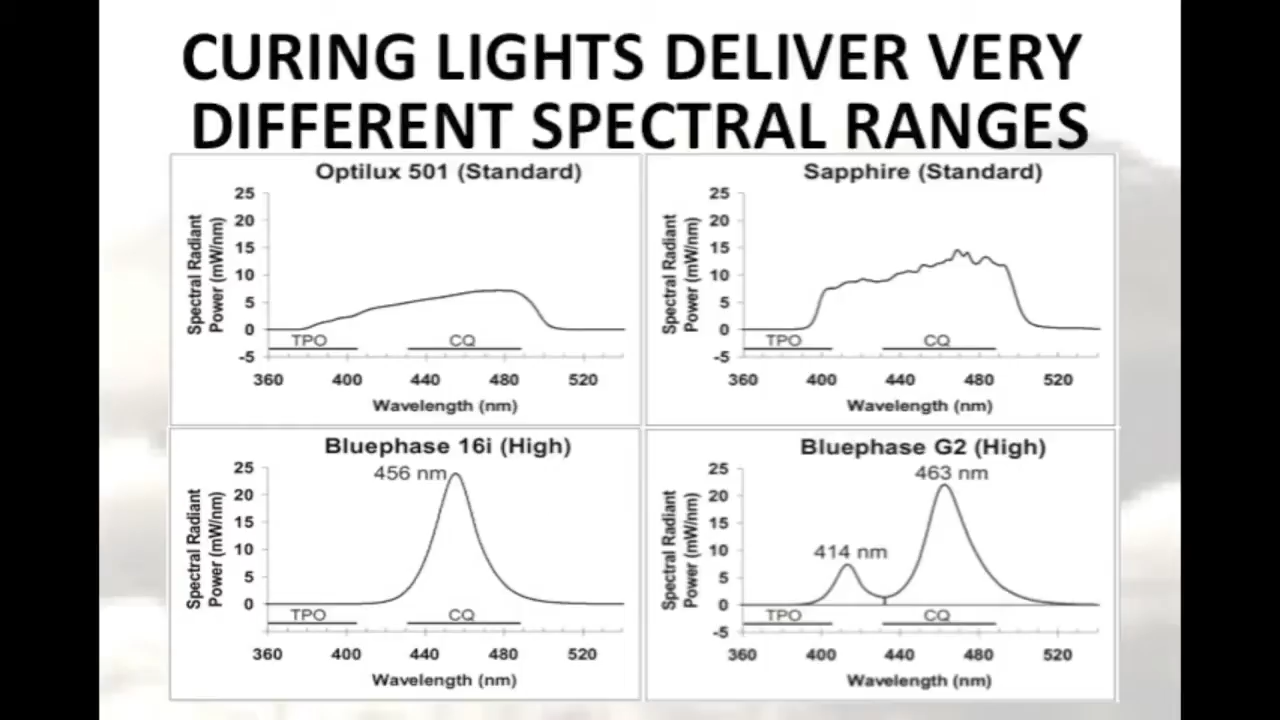 CURING LIGHTS DELIVER VERY
DIFFERENT SPECTRAL RANGES
Optilux 501 (Standard)
Spectral Radiant
Power (mW/nm)
25
20
15
10
5
0
-5
TPO
CQ
360 400 440 480 520
Wavelength (nm)
Sapphire (Standard)
Spectral Radiant
Power (mW/nm)
25
20
15
10
5
0
-5
TPO
CQ
360 400 440 480 520
Wavelength (nm)
Bluephase 16i (High)
456 nm
Spectral Radiant
Power (mW/nm)
25
20
15
10
5
0
TPO
CQ
360 400 440 480 520
Wavelength (nm)
Bluephase G2 (High)
463 nm
414 nm
Spectral Radiant
Power (mW/nm)
25
20
15
10
5
0
-5
TPO
CQ
360 400 440 480 520
Wavelength (nm)